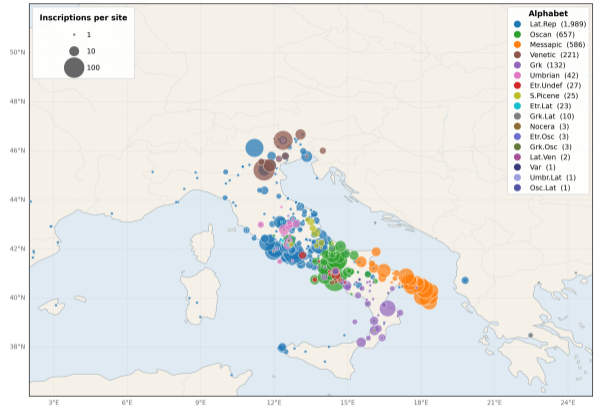 Inscriptions per site
1
10
100
Alphabet
Lat.Rep (1,989)
Oscan (657)
Messapic (586)
Venetic (221)
Grk (132)
Umbrian (42)
Etr.Undef (27)
S.Picene (25)
Etr.Lat (23)
Grk.Lat (10)
Nocera (3)
Etr.Osc (3)
Grk.Osc (3)
Lat.Ven (2)
Var (1)
Umbr.Lat (1)
Osc.Lat (1)
50°N
48°N
46°N
44°N
42°N
40°N
38°N
3°E 6°E 9°E 12°E 15°E 18°E 21°E 24°E